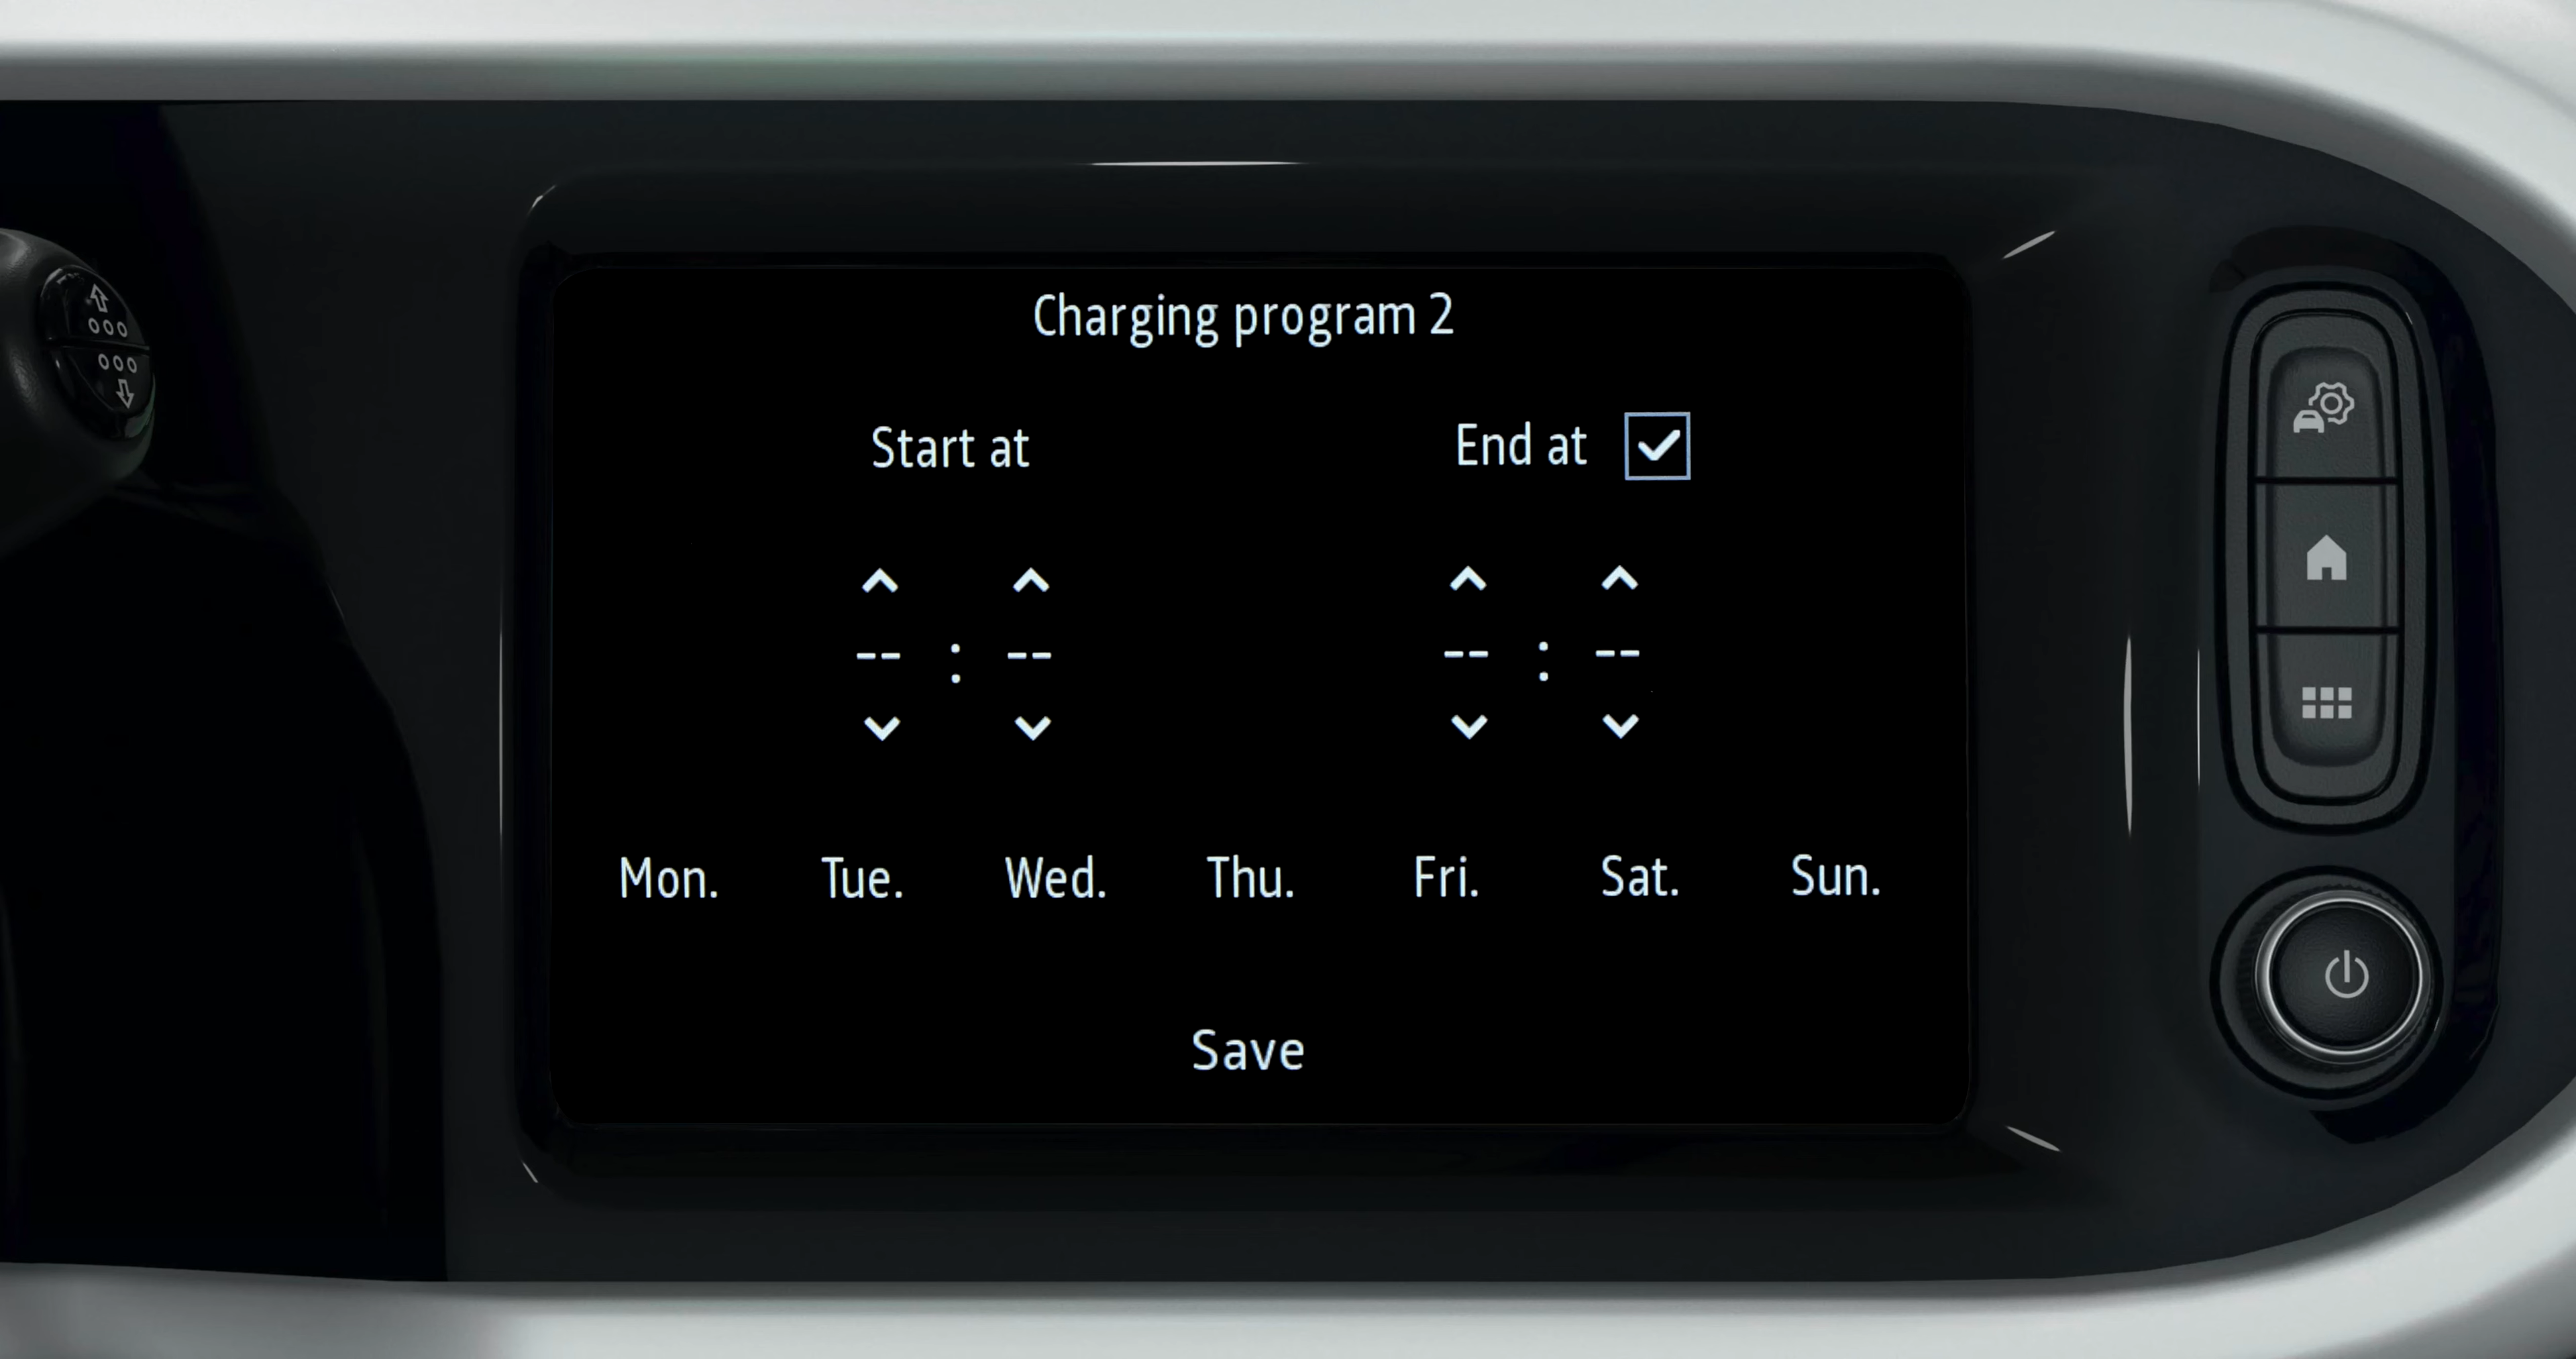 Charging program 2
Start at
End at
-- : --
-- : --
Mon. Tue. Wed. Thu. Fri. Sat. Sun.
Save